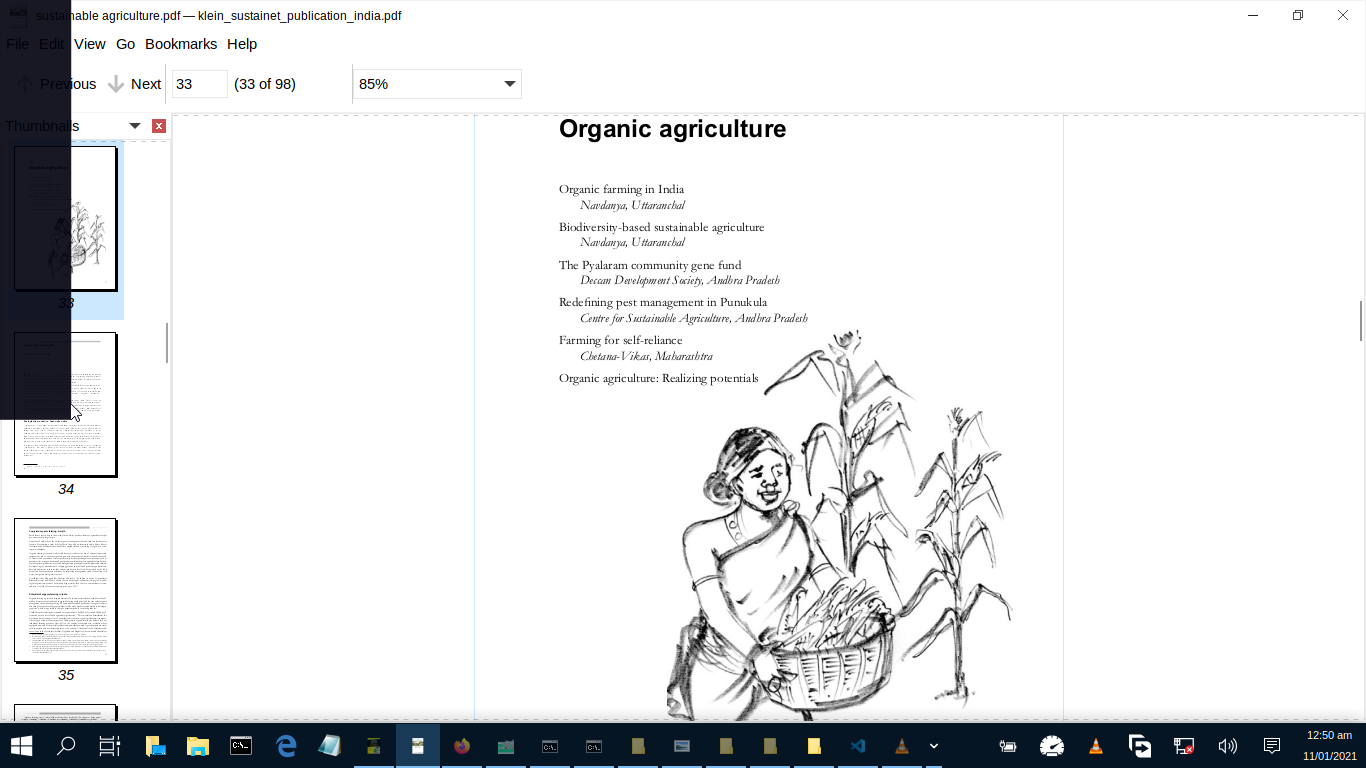 sustainable agriculture.pdf — klein_sustainet_publication_india.pdf
File Edit View Go Bookmarks Help
Previous Next 33 (33 of 98) 85%
Thumbnails
33
34
35
Organic agriculture
Organic farming in India
Navdanya, Uttaranchal
Biodiversity-based sustainable agriculture
Navdanya, Uttaranchal
The Pyalaram community gene fund
Deccan Development Society, Andhra Pradesh
Redefining pest management in Punukula
Centre for Sustainable Agriculture, Andhra Pradesh
Farming for self-reliance
Chetana-Vikas, Maharashtra
Organic agriculture: Realizing potentials
12:50 am
11/01/2021